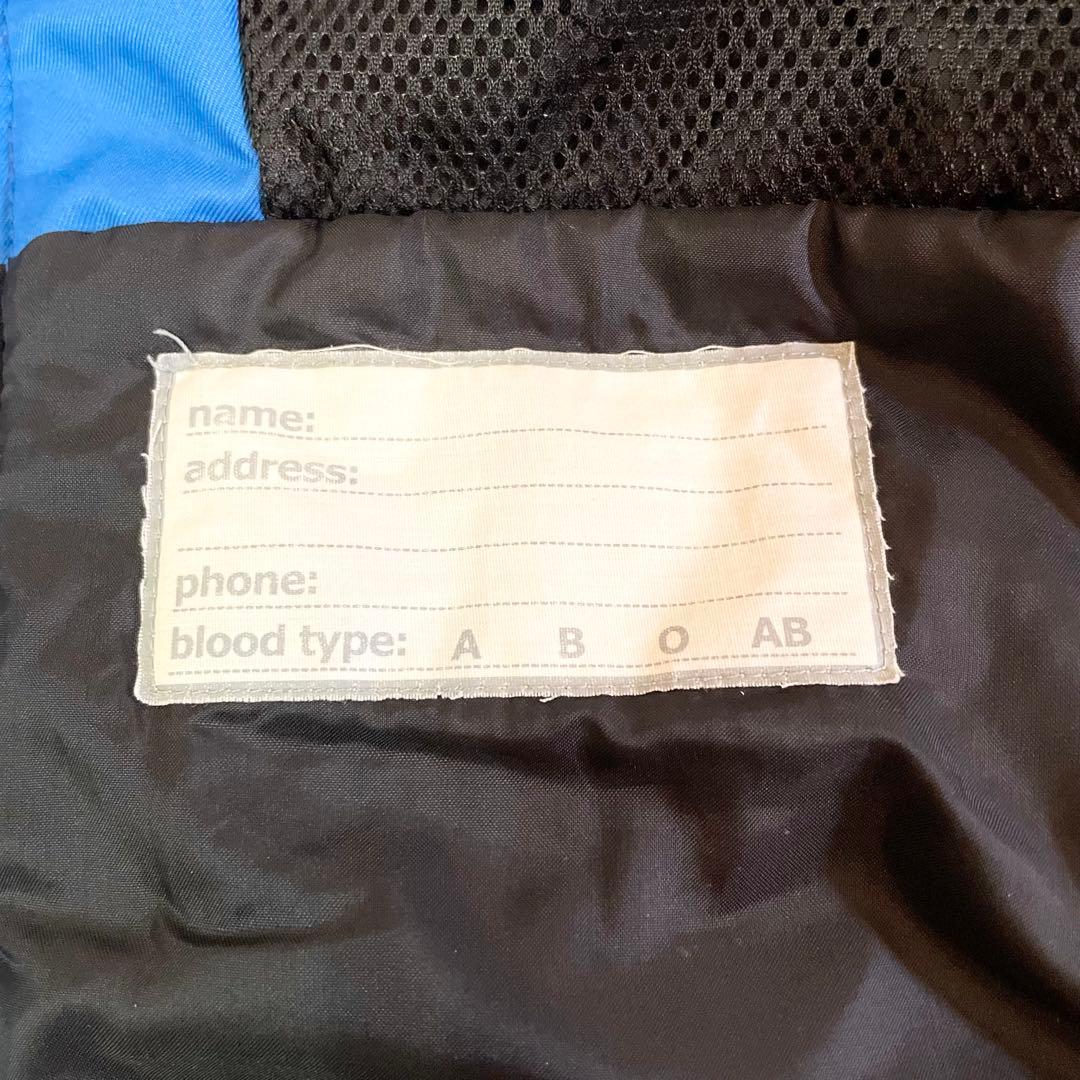 name:
address:
phone:
blood type: A B O AB